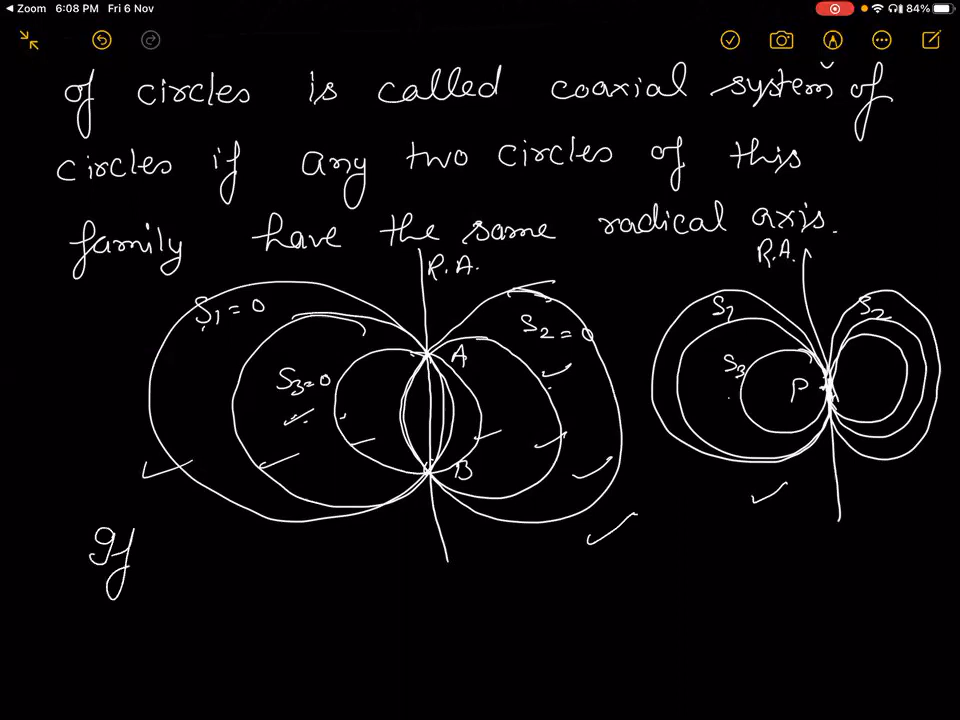 Zoom 6:08 PM Fri 6 Nov 84%
of circles is called coaxial system of
circles if any two circles of this
family have the same radical axis.
R.A.
R.A.
S1=0
S2=0
S3=0
A
B
S1
S2
S3
P
If